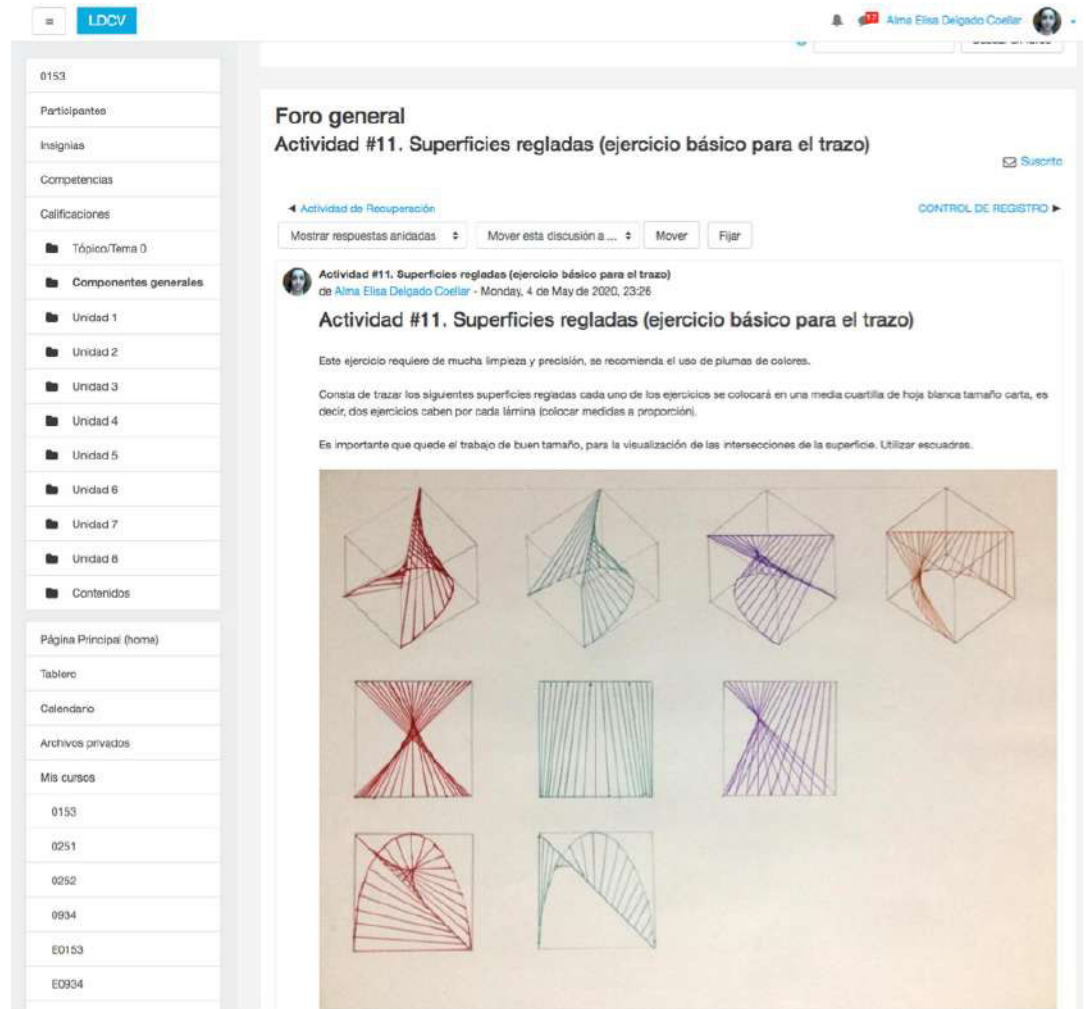 ≡ LDCV
17 Alma Elisa Delgado Coellar
0153
Participantes
Insignias
Competencias
Calificaciones
Tópico/Tema 0
Componentes generales
Unidad 1
Unidad 2
Unidad 3
Unidad 4
Unidad 5
Unidad 6
Unidad 7
Unidad 8
Contenidos
Página Principal (home)
Tablero
Calendario
Archivos privados
Mis cursos
0153
0251
0252
0934
E0153
E0934
Foro general
Actividad #11. Superficies regladas (ejercicio básico para el trazo)
Suscrito
◄ Actividad de Recuperación
CONTROL DE REGISTRO ►
Mostrar respuestas anidadas
Mover esta discusión a ...
Mover
Fijar
Actividad #11. Superficies regladas (ejercicio básico para el trazo)
de Alma Elisa Delgado Coellar - Monday, 4 de May de 2020, 23:26
Actividad #11. Superficies regladas (ejercicio básico para el trazo)
Este ejercicio requiere de mucha limpieza y precisión, se recomienda el uso de plumas de colores.
Consta de trazar los siguientes superficies regladas cada uno de los ejercicios se colocará en una media cuartilla de hoja blanca tamaño carta, es
decir, dos ejercicios caben por cada lámina (colocar medidas a proporción).
Es importante que quede el trabajo de buen tamaño, para la visualización de las intersecciones de la superficie. Utilizar escuadras.